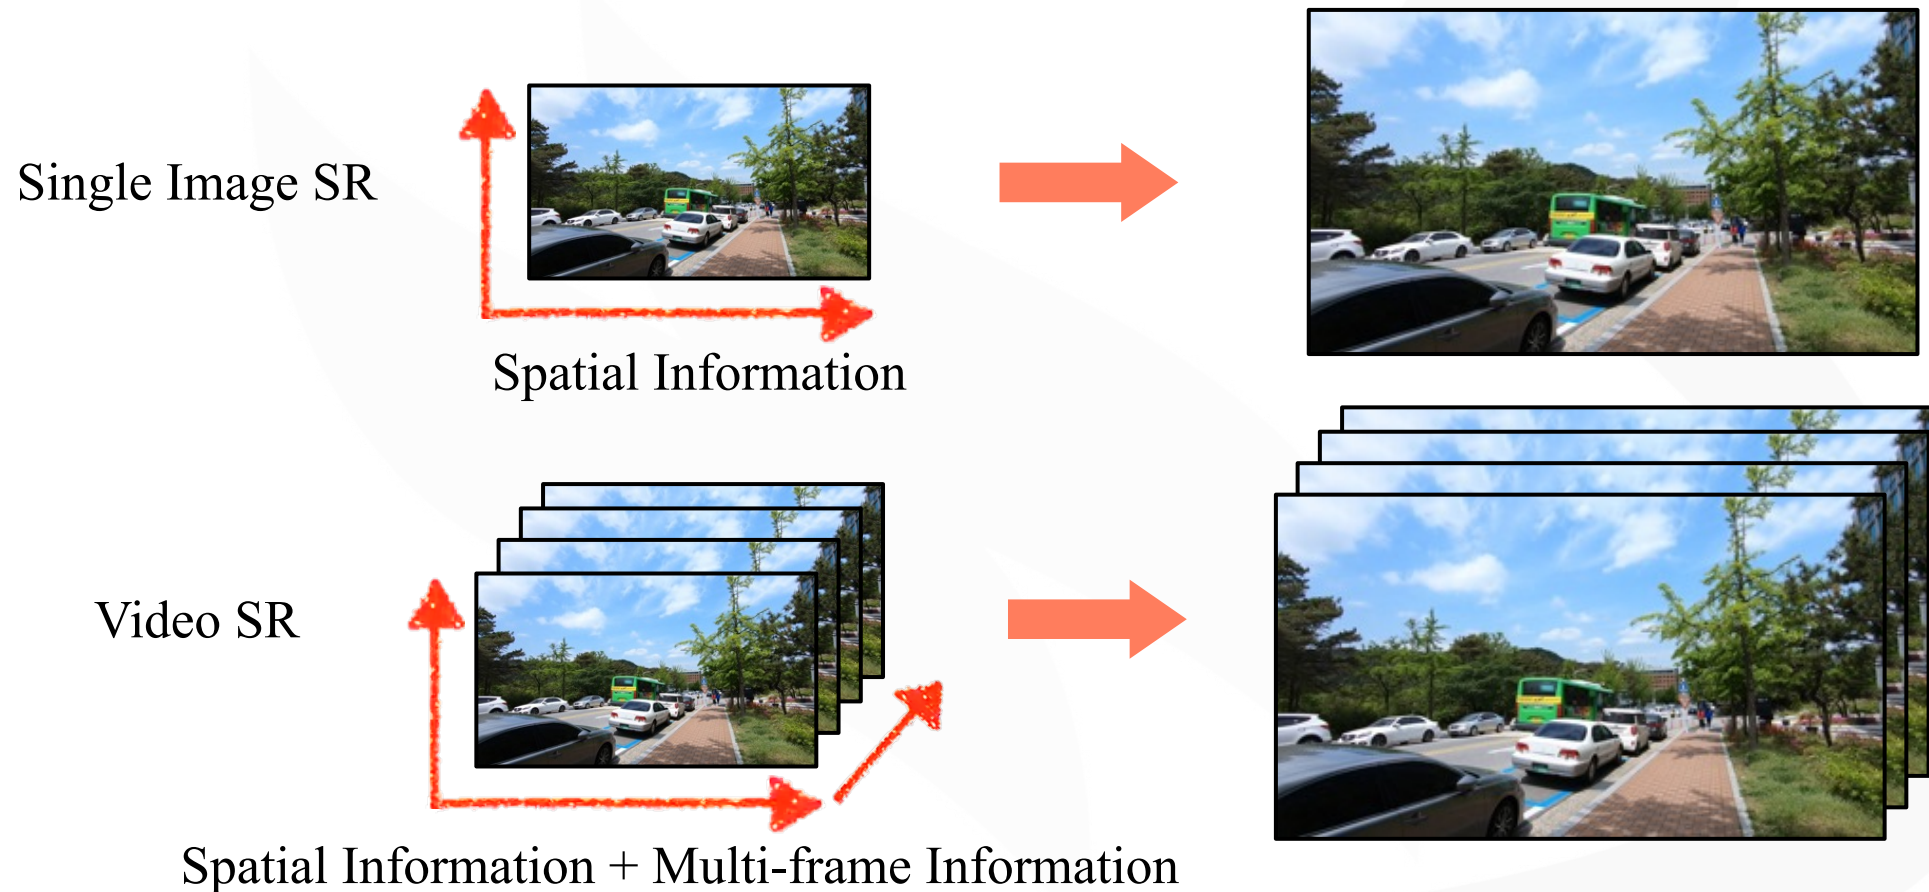 Single Image SR
Spatial Information
Video SR
Spatial Information + Multi-frame Information